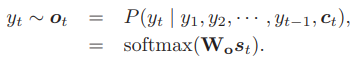 y_t ∼ o_t = P(y_t | y_1, y_2, ⋯ , y_{t−1}, c_t),
= softmax(W_o s_t).